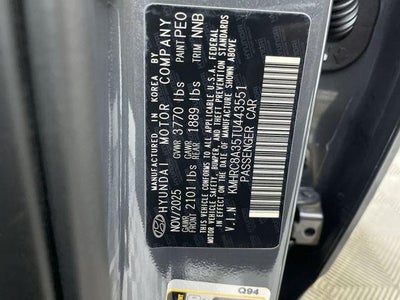 MANUFACTURED IN KOREA BY
HYUNDAI MOTOR COMPANY
NOV/2025 GVWR 3770 lbs PAINT PEO
GAWR FRONT 2101 lbs GAWR REAR 1889 lbs TRIM NNB
THIS VEHICLE CONFORMS TO ALL APPLICABLE U.S.A. FEDERAL MOTOR
VEHICLE SAFETY, BUMPER, AND THEFT PREVENTION STANDARDS
IN EFFECT ON THE DATE OF MANUFACTURE SHOWN ABOVE
V.I.N KMHRC8A35TU443551
PASSENGER CAR
Q94